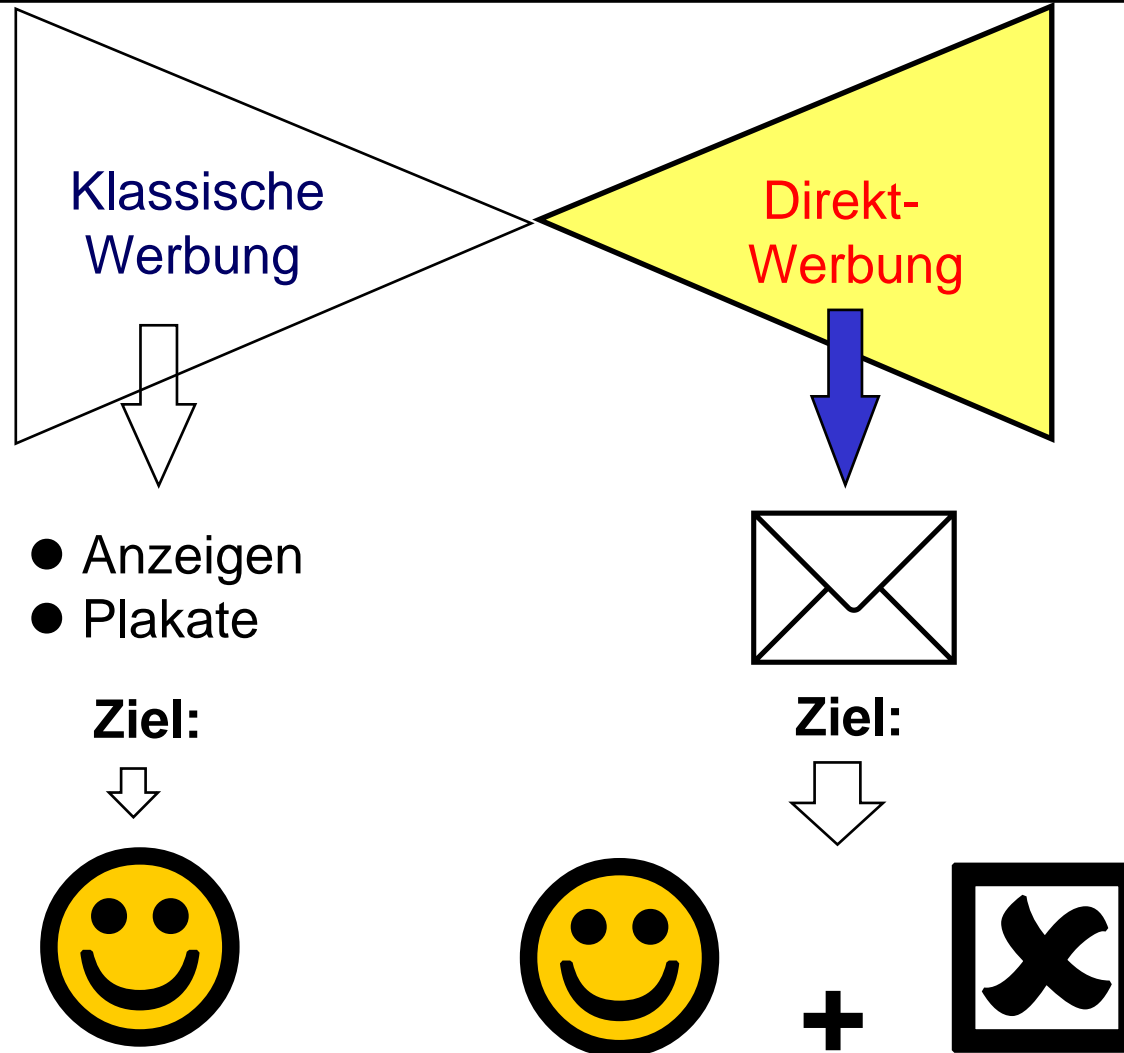 Klassische
Werbung
Direkt-
Werbung
● Anzeigen
● Plakate
Ziel:
Ziel:
+